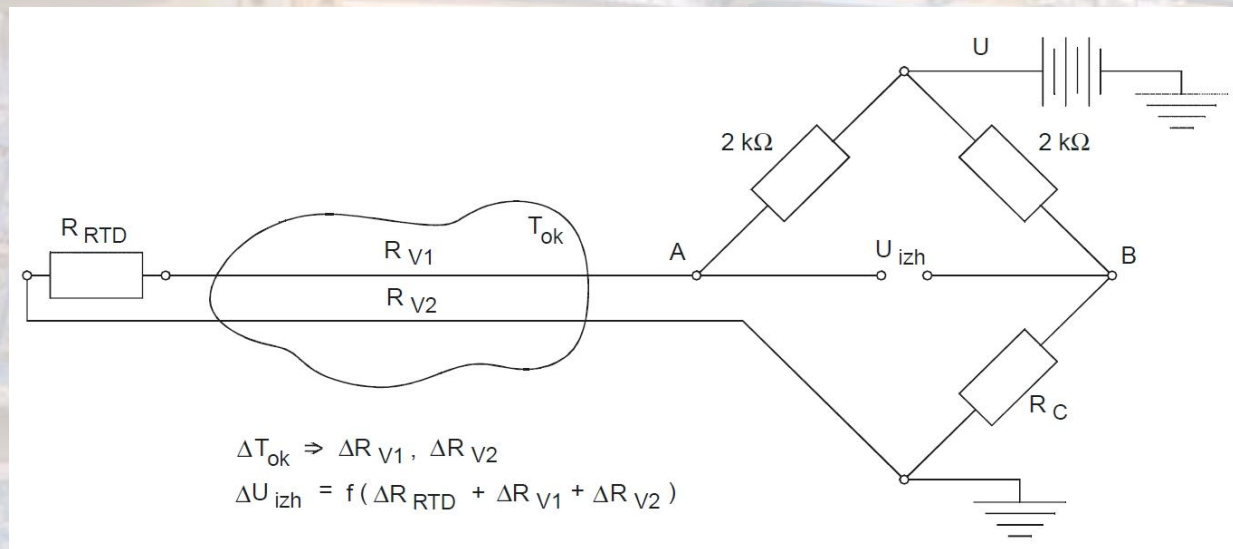 U
2 kΩ
2 kΩ
R RTD
T ok
R V1
A
U izh
B
R V2
R C
ΔT ok ⇒ ΔR V1 , ΔR V2
ΔU izh = f ( ΔR RTD + ΔR V1 + ΔR V2 )